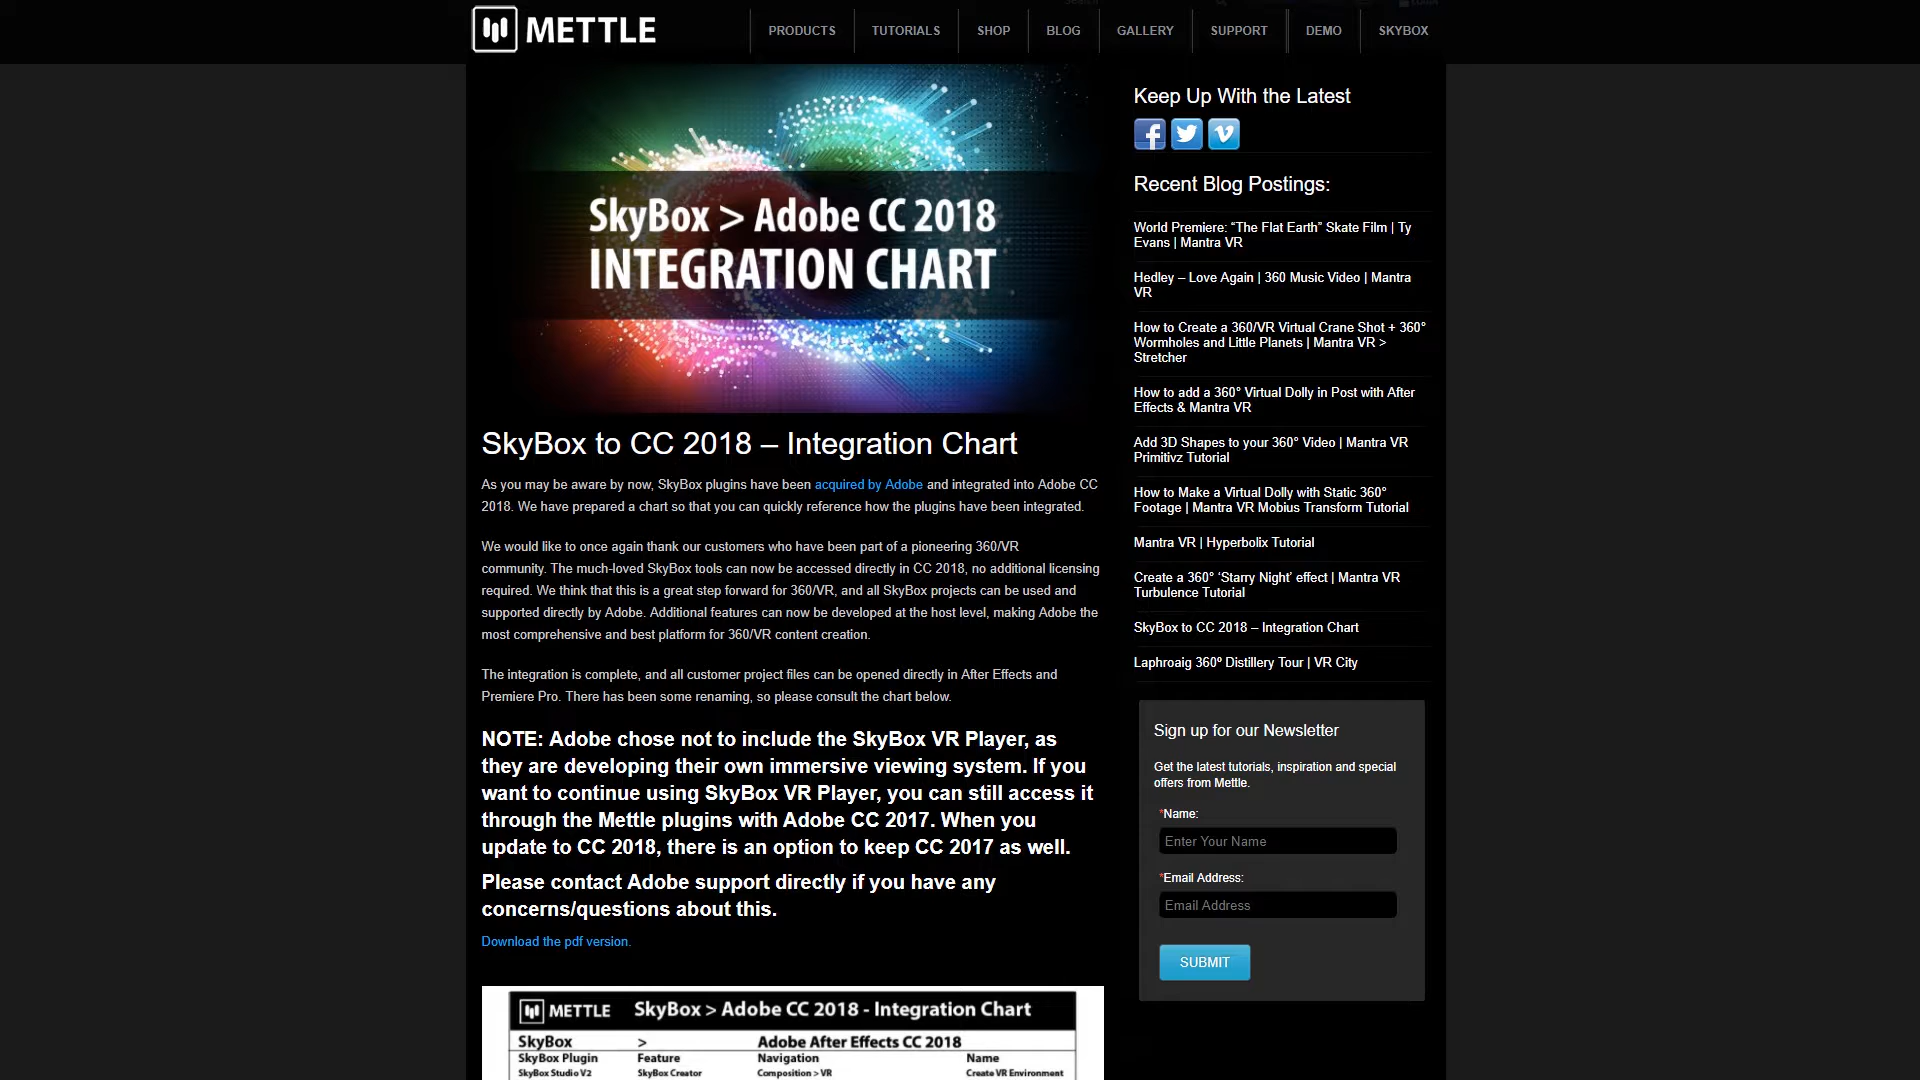 METTLE
PRODUCTS
TUTORIALS
SHOP
BLOG
GALLERY
SUPPORT
DEMO
SKYBOX
SkyBox > Adobe CC 2018
INTEGRATION CHART
SkyBox to CC 2018 – Integration Chart
As you may be aware by now, SkyBox plugins have been acquired by Adobe and integrated into Adobe CC
2018. We have prepared a chart so that you can quickly reference how the plugins have been integrated.
We would like to once again thank our customers who have been part of a pioneering 360/VR
community. The much-loved SkyBox tools can now be accessed directly in CC 2018, no additional licensing
required. We think that this is a great step forward for 360/VR, and all SkyBox projects can be used and
supported directly by Adobe. Additional features can now be developed at the host level, making Adobe the
most comprehensive and best platform for 360/VR content creation.
The integration is complete, and all customer project files can be opened directly in After Effects and
Premiere Pro. There has been some renaming, so please consult the chart below.
NOTE: Adobe chose not to include the SkyBox VR Player, as
they are developing their own immersive viewing system. If you
want to continue using SkyBox VR Player, you can still access it
through the Mettle plugins with Adobe CC 2017. When you
update to CC 2018, there is an option to keep CC 2017 as well.
Please contact Adobe support directly if you have any
concerns/questions about this.
Download the pdf version.
METTLE SkyBox > Adobe CC 2018 - Integration Chart
SkyBox > Adobe After Effects CC 2018
SkyBox Plugin Feature Navigation Name
SkyBox Studio V2 SkyBox Creator Composition > VR Create VR Environment
Keep Up With the Latest
Recent Blog Postings:
World Premiere: “The Flat Earth” Skate Film | Ty
Evans | Mantra VR
Hedley – Love Again | 360 Music Video | Mantra
VR
How to Create a 360/VR Virtual Crane Shot + 360°
Wormholes and Little Planets | Mantra VR >
Stretcher
How to add a 360° Virtual Dolly in Post with After
Effects & Mantra VR
Add 3D Shapes to your 360° Video | Mantra VR
Primitivz Tutorial
How to Make a Virtual Dolly with Static 360°
Footage | Mantra VR Mobius Transform Tutorial
Mantra VR | Hyperbolix Tutorial
Create a 360° ‘Starry Night’ effect | Mantra VR
Turbulence Tutorial
SkyBox to CC 2018 – Integration Chart
Laphroaig 360º Distillery Tour | VR City
Sign up for our Newsletter
Get the latest tutorials, inspiration and special
offers from Mettle.
*Name:
Enter Your Name
*Email Address:
Email Address
SUBMIT